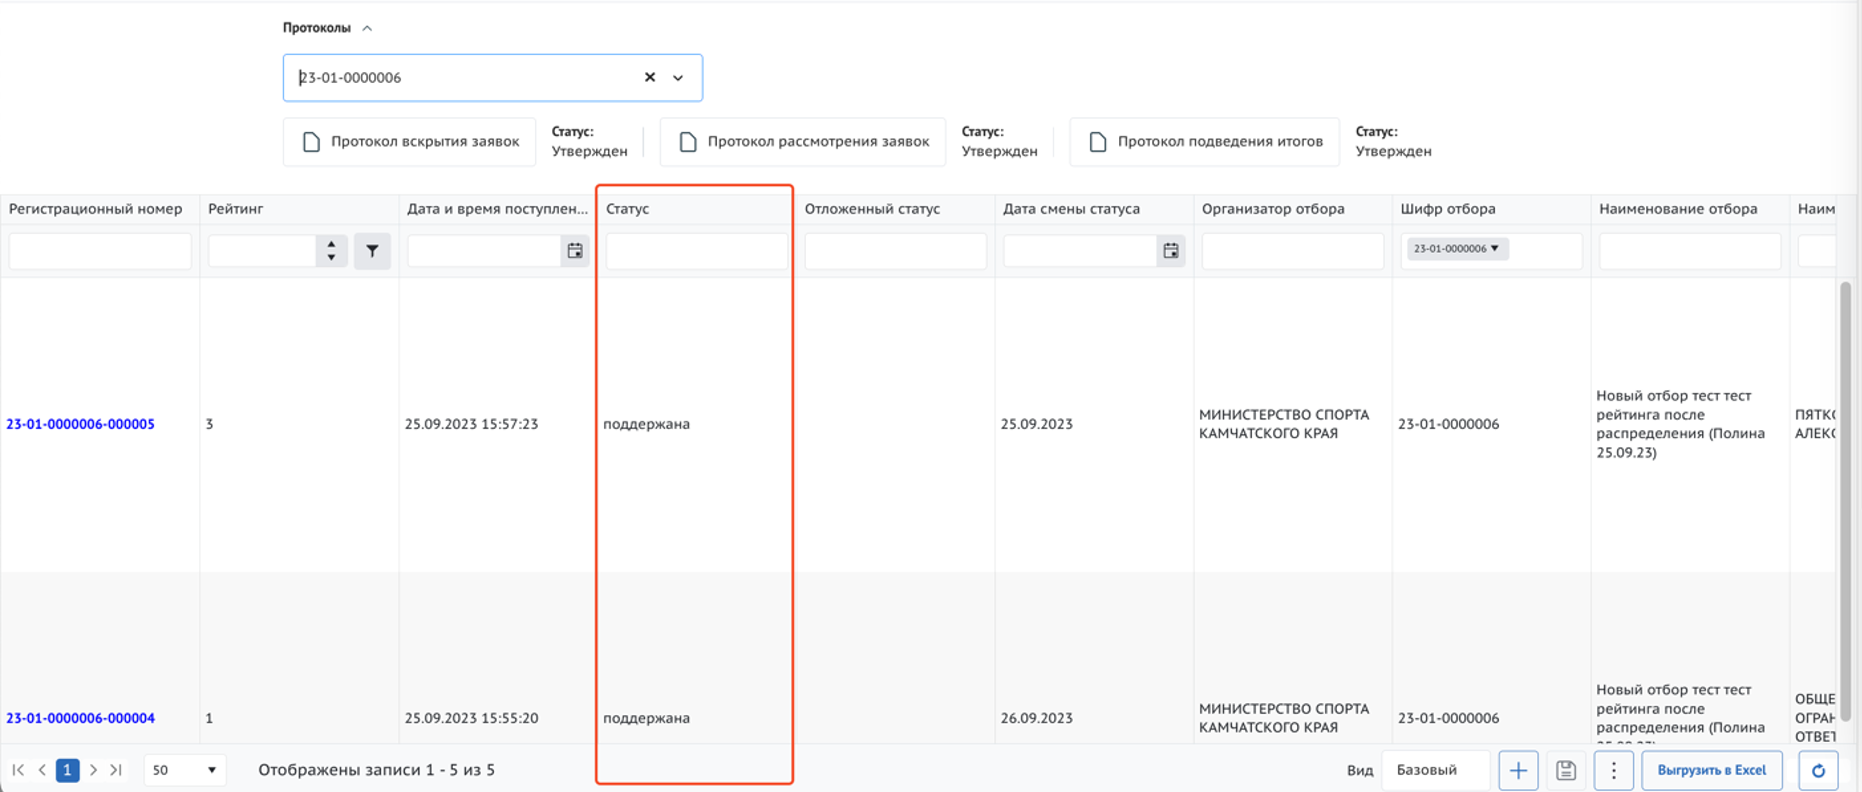 Протоколы
23-01-0000006
Протокол вскрытия заявок
Статус:
Утвержден
Протокол рассмотрения заявок
Статус:
Утвержден
Протокол подведения итогов
Статус:
Утвержден
Регистрационный номер Рейтинг Дата и время поступлен... Статус Отложенный статус Дата смены статуса Организатор отбора Шифр отбора Наименование отбора Наим
23-01-0000006
23-01-0000006-000005 3 25.09.2023 15:57:23 поддержана 25.09.2023
МИНИСТЕРСТВО СПОРТА
КАМЧАТСКОГО КРАЯ
23-01-0000006
Новый отбор тест тест
рейтинга после
распределения (Полина
25.09.23)
ПЯТК
АЛЕК
23-01-0000006-000004 1 25.09.2023 15:55:20 поддержана 26.09.2023
МИНИСТЕРСТВО СПОРТА
КАМЧАТСКОГО КРАЯ
23-01-0000006
Новый отбор тест тест
рейтинга после
распределения (Полина
ОБЩЕ
ОГРАН
ОТВЕТ
1 50 Отображены записи 1 - 5 из 5 Вид Базовый Выгрузить в Excel